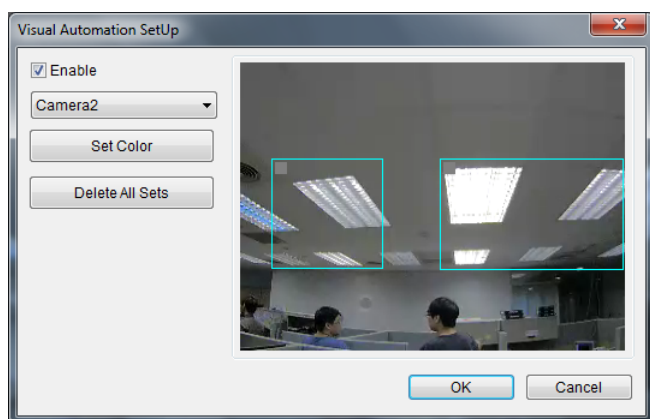 Visual Automation SetUp
Enable
Camera2
Set Color
Delete All Sets
OK
Cancel